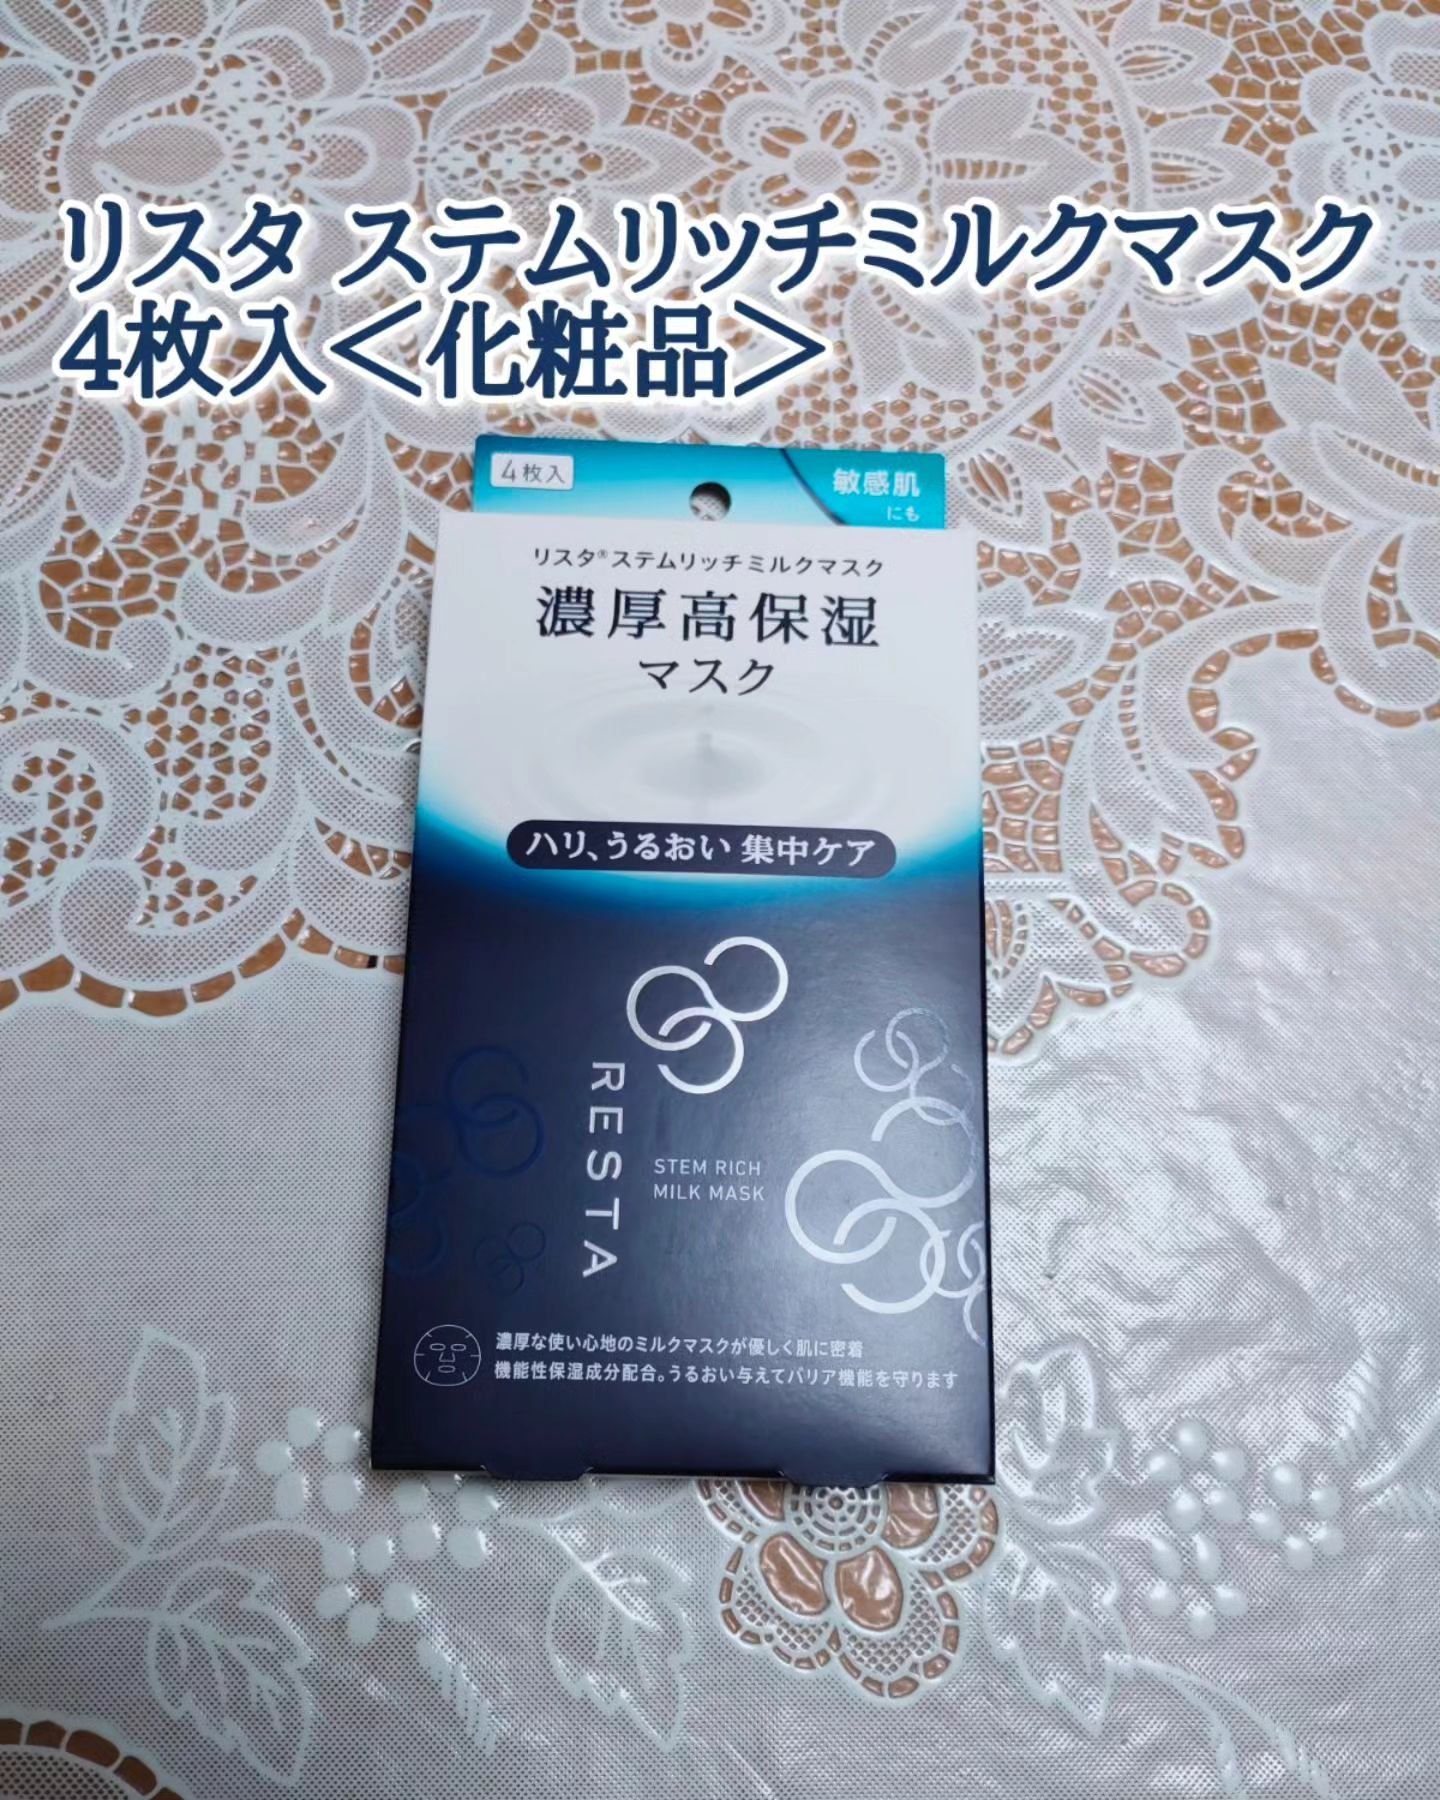 リスタ ステムリッチミルクマスク
4枚入＜化粧品＞
4枚入
敏感肌
にも
リスタ®ステムリッチミルクマスク
濃厚高保湿
マスク
ハリ、うるおい 集中ケア
RESTA
STEM RICH
MILK MASK
濃厚な使い心地のミルクマスクが優しく肌に密着
機能性保湿成分配合。うるおい与えてバリア機能を守ります